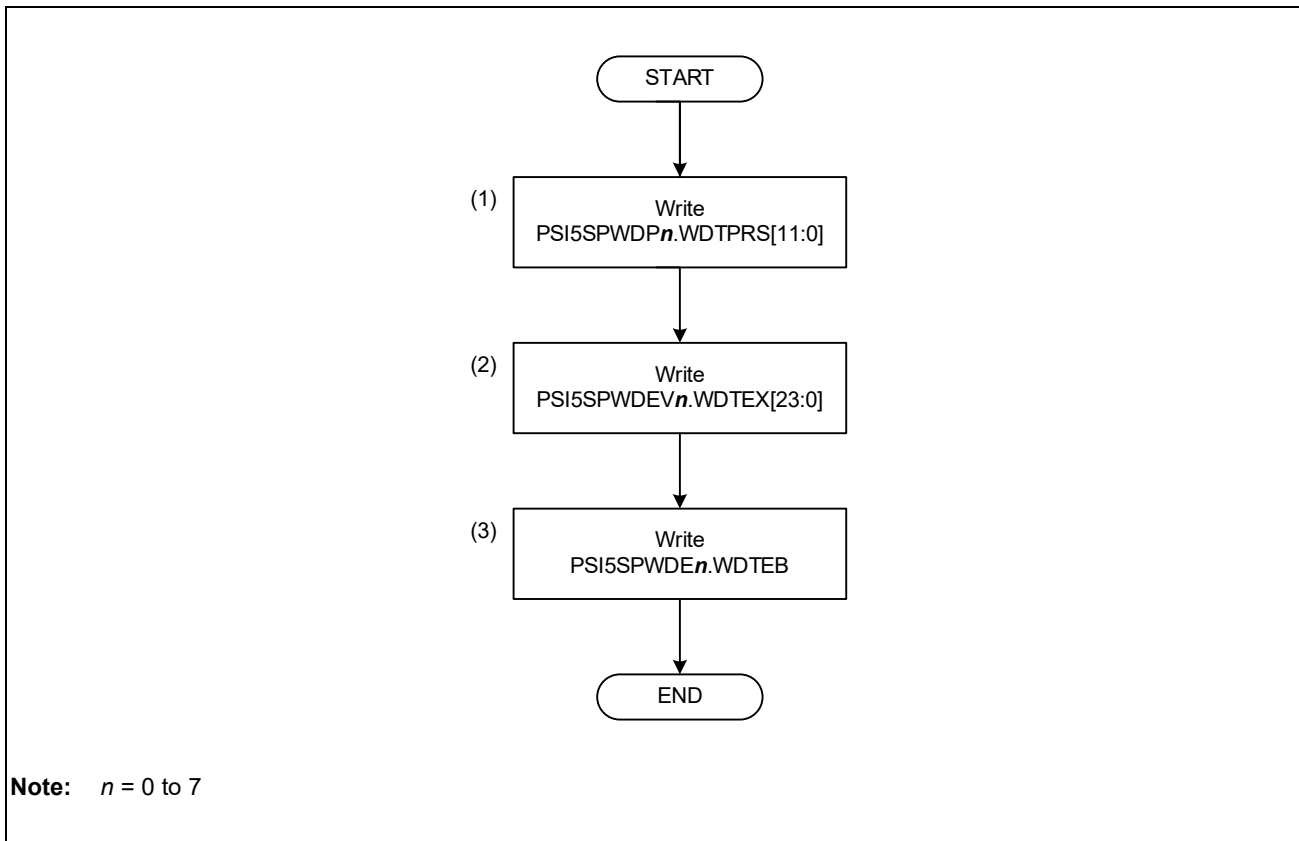 START
(1)
Write
PSI5SPWDPn.WDTPRS[11:0]
(2)
Write
PSI5SPWDEVn.WDTEX[23:0]
(3)
Write
PSI5SPWDEn.WDTEB
END
Note: n = 0 to 7